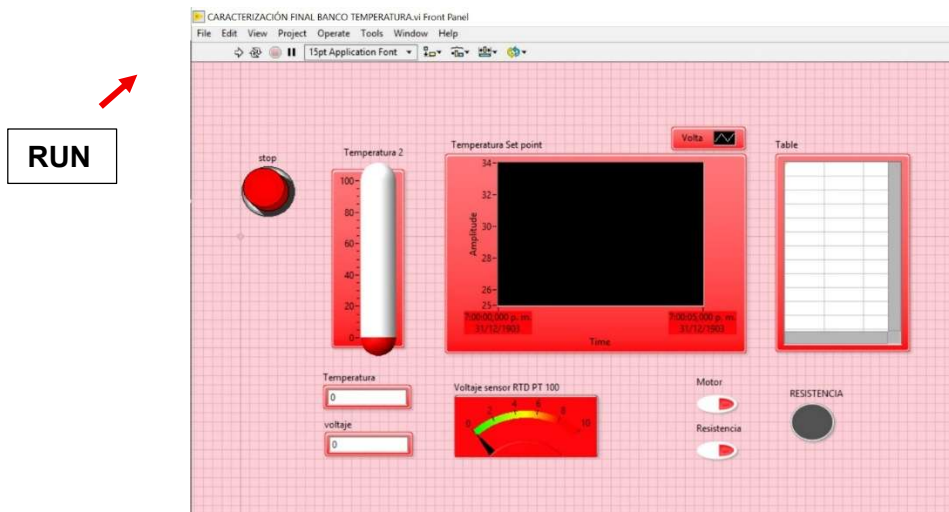 CARACTERIZACIÓN FINAL BANCO TEMPERATURA.vi Front Panel
File Edit View Project Operate Tools Window Help
15pt Application Font
RUN
stop
Temperatura 2
100
80
60
40
20
0
Temperatura Set point
Volta
Amplitude
34
32
30
28
26
25
7:00:00,000 p. m.
31/12/1903
7:00:05,000 p. m.
31/12/1903
Time
Table
Temperatura
0
voltaje
0
Voltaje sensor RTD PT 100
0 2 4 6 8 10
Motor
Resistencia
RESISTENCIA